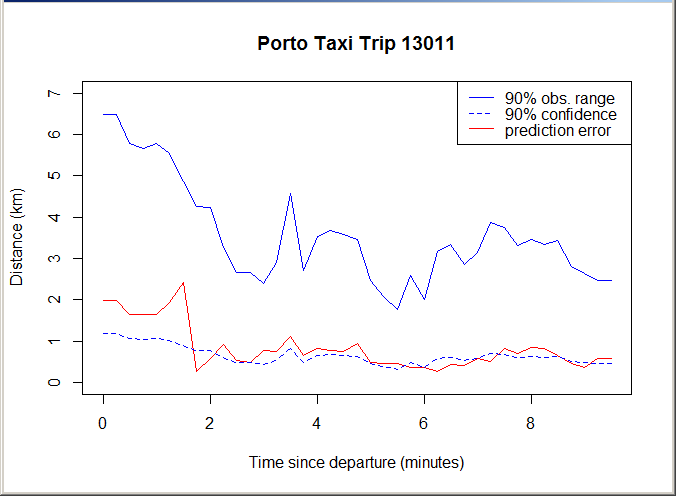 Porto Taxi Trip 13011
90% obs. range
90% confidence
prediction error
Distance (km)
7
6
5
4
3
2
1
0
0 2 4 6 8
Time since departure (minutes)